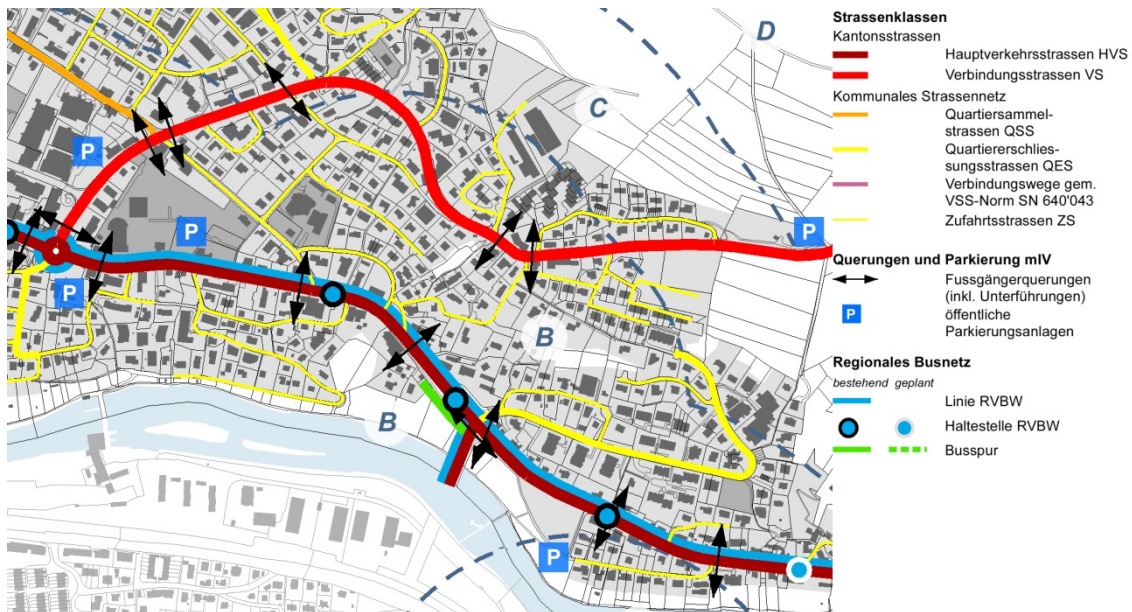 Strassenklassen
Kantonsstrassen
Hauptverkehrsstrassen HVS
Verbindungsstrassen VS
Kommunales Strassennetz
Quartiersammel-
strassen QSS
Quartiererschlies-
sungsstrassen QES
Verbindungswege gem.
VSS-Norm SN 640'043
Zufahrtsstrassen ZS
Querungen und Parkierung mIV
Fussgängerquerungen
(inkl. Unterführungen)
P
öffentliche
Parkierungsanlagen
Regionales Busnetz
bestehend geplant
Linie RVBW
Haltestelle RVBW
Busspur
D
C
P
P
P
P
B
B
P